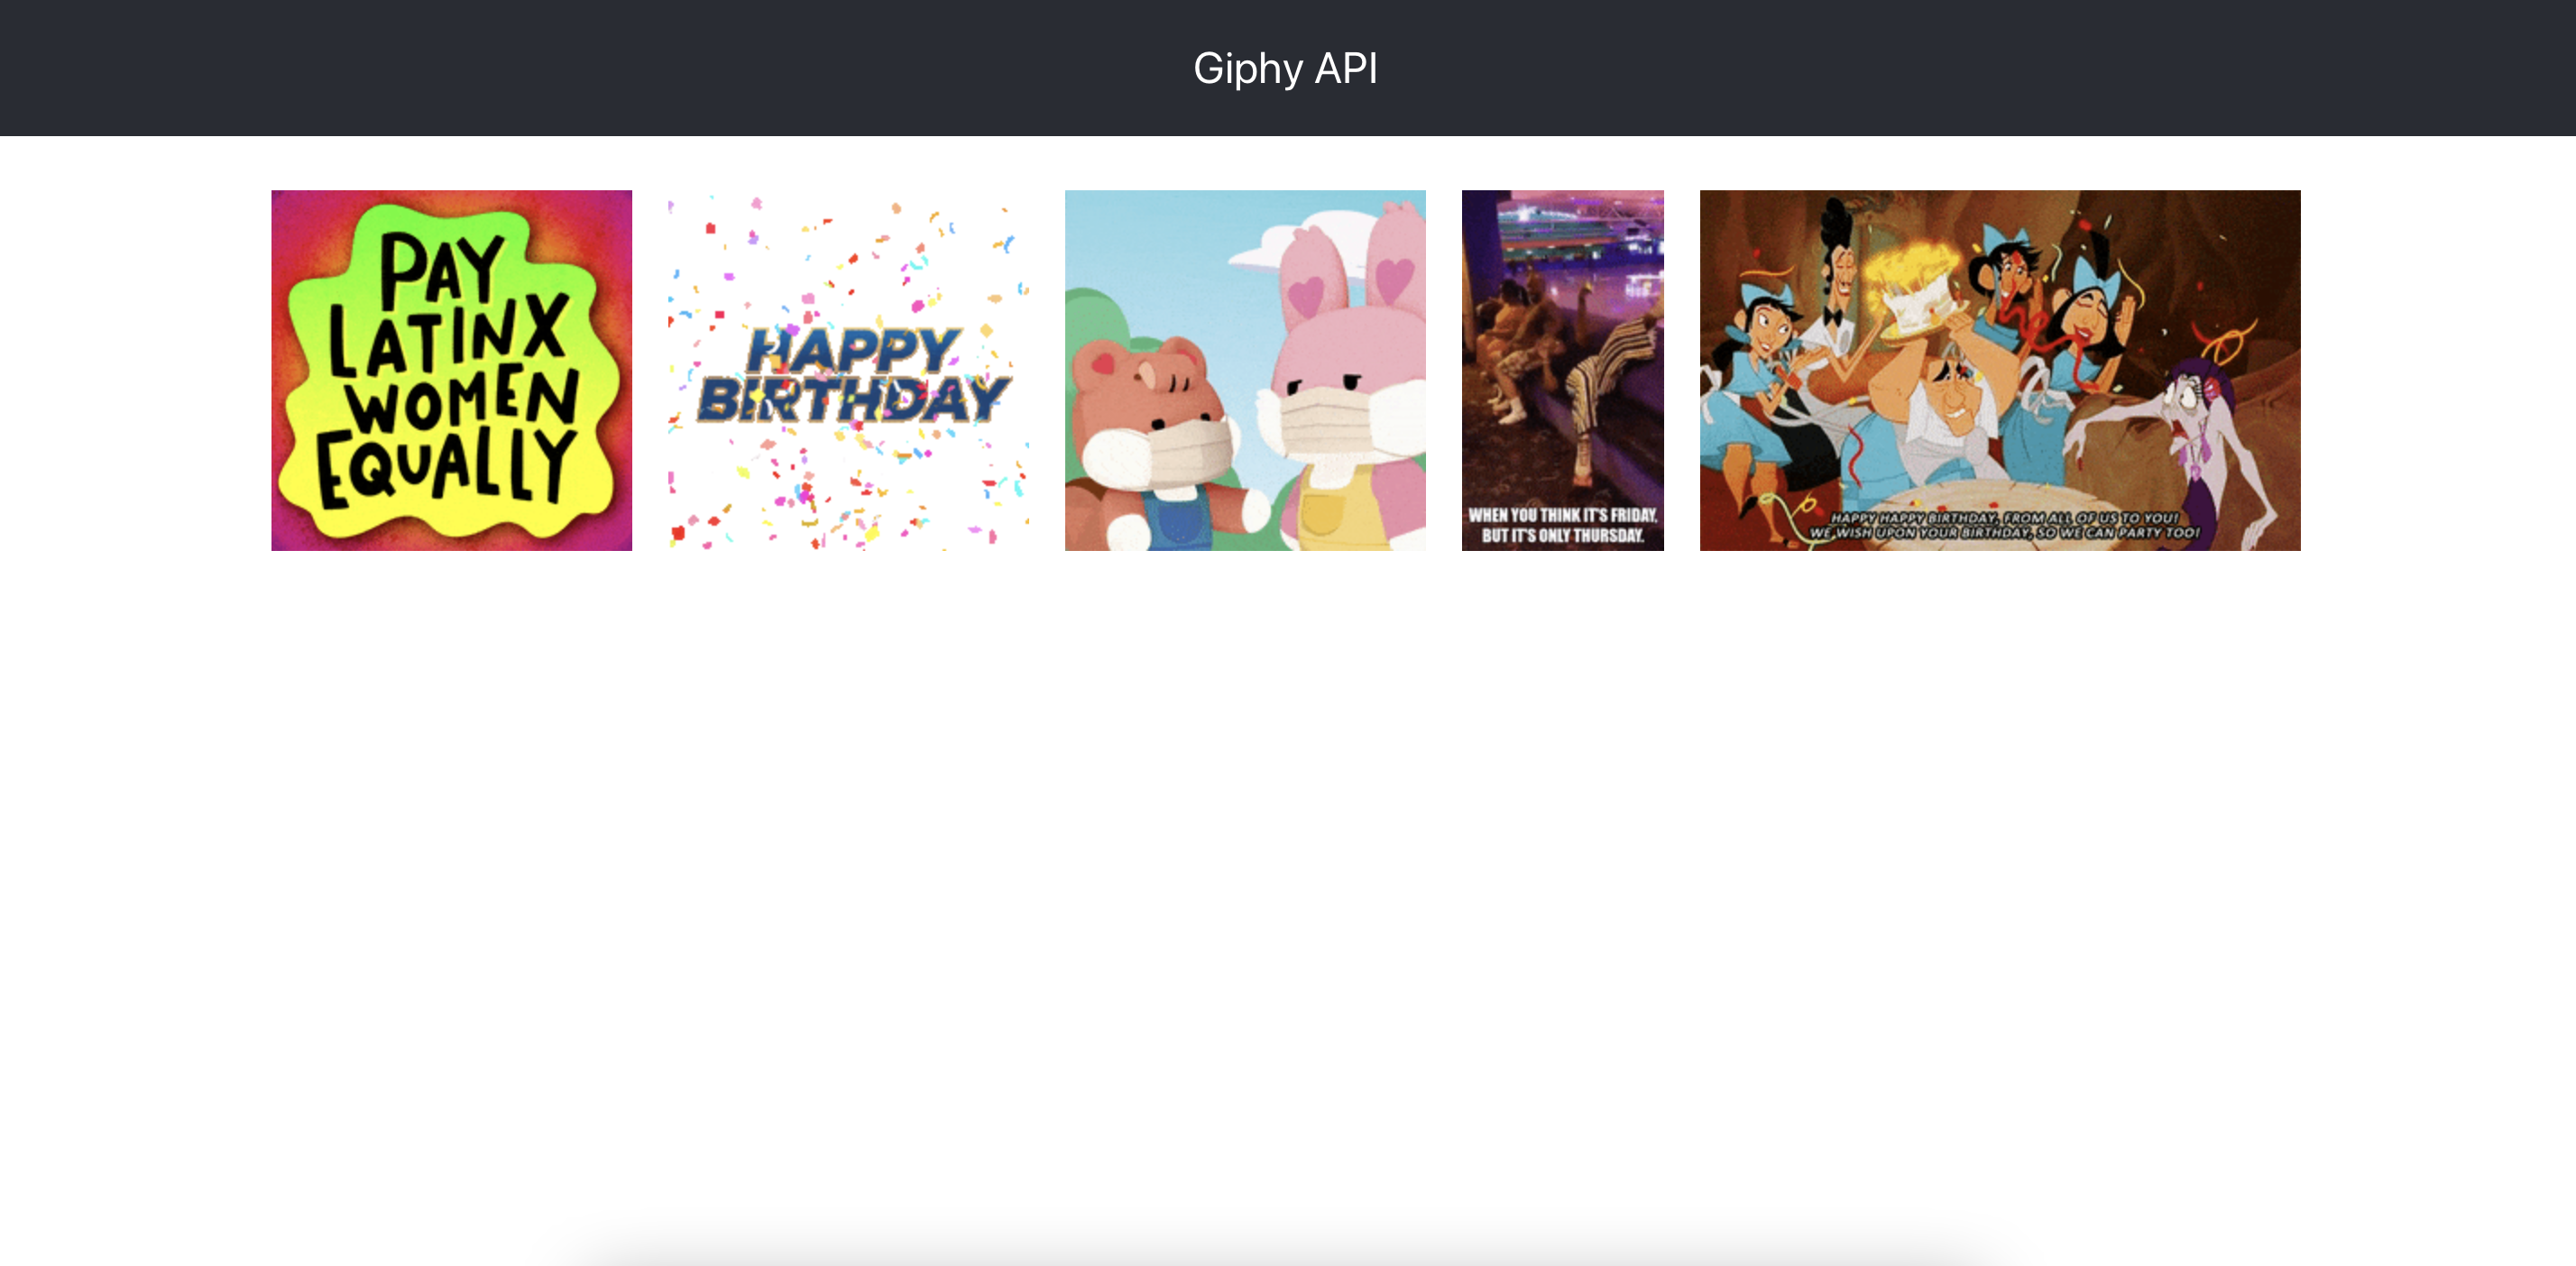 Giphy API
PAY
LATINX
WOMEN
EQUALLY
HAPPY
BIRTHDAY
WHEN YOU THINK IT'S FRIDAY,
BUT IT'S ONLY THURSDAY.
HAPPY HAPPY BIRTHDAY, FROM ALL OF US TO YOU!
WE WISH UPON YOUR BIRTHDAY, SO WE CAN PARTY TOO!